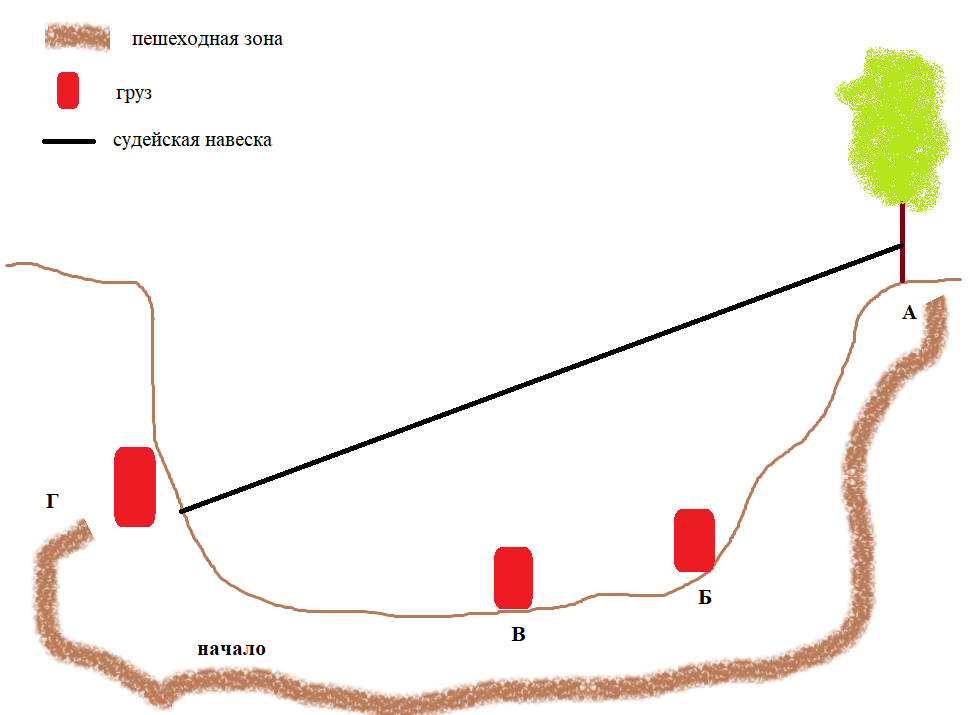 пешеходная зона
груз
судейская навеска
А
Г
Б
В
начало